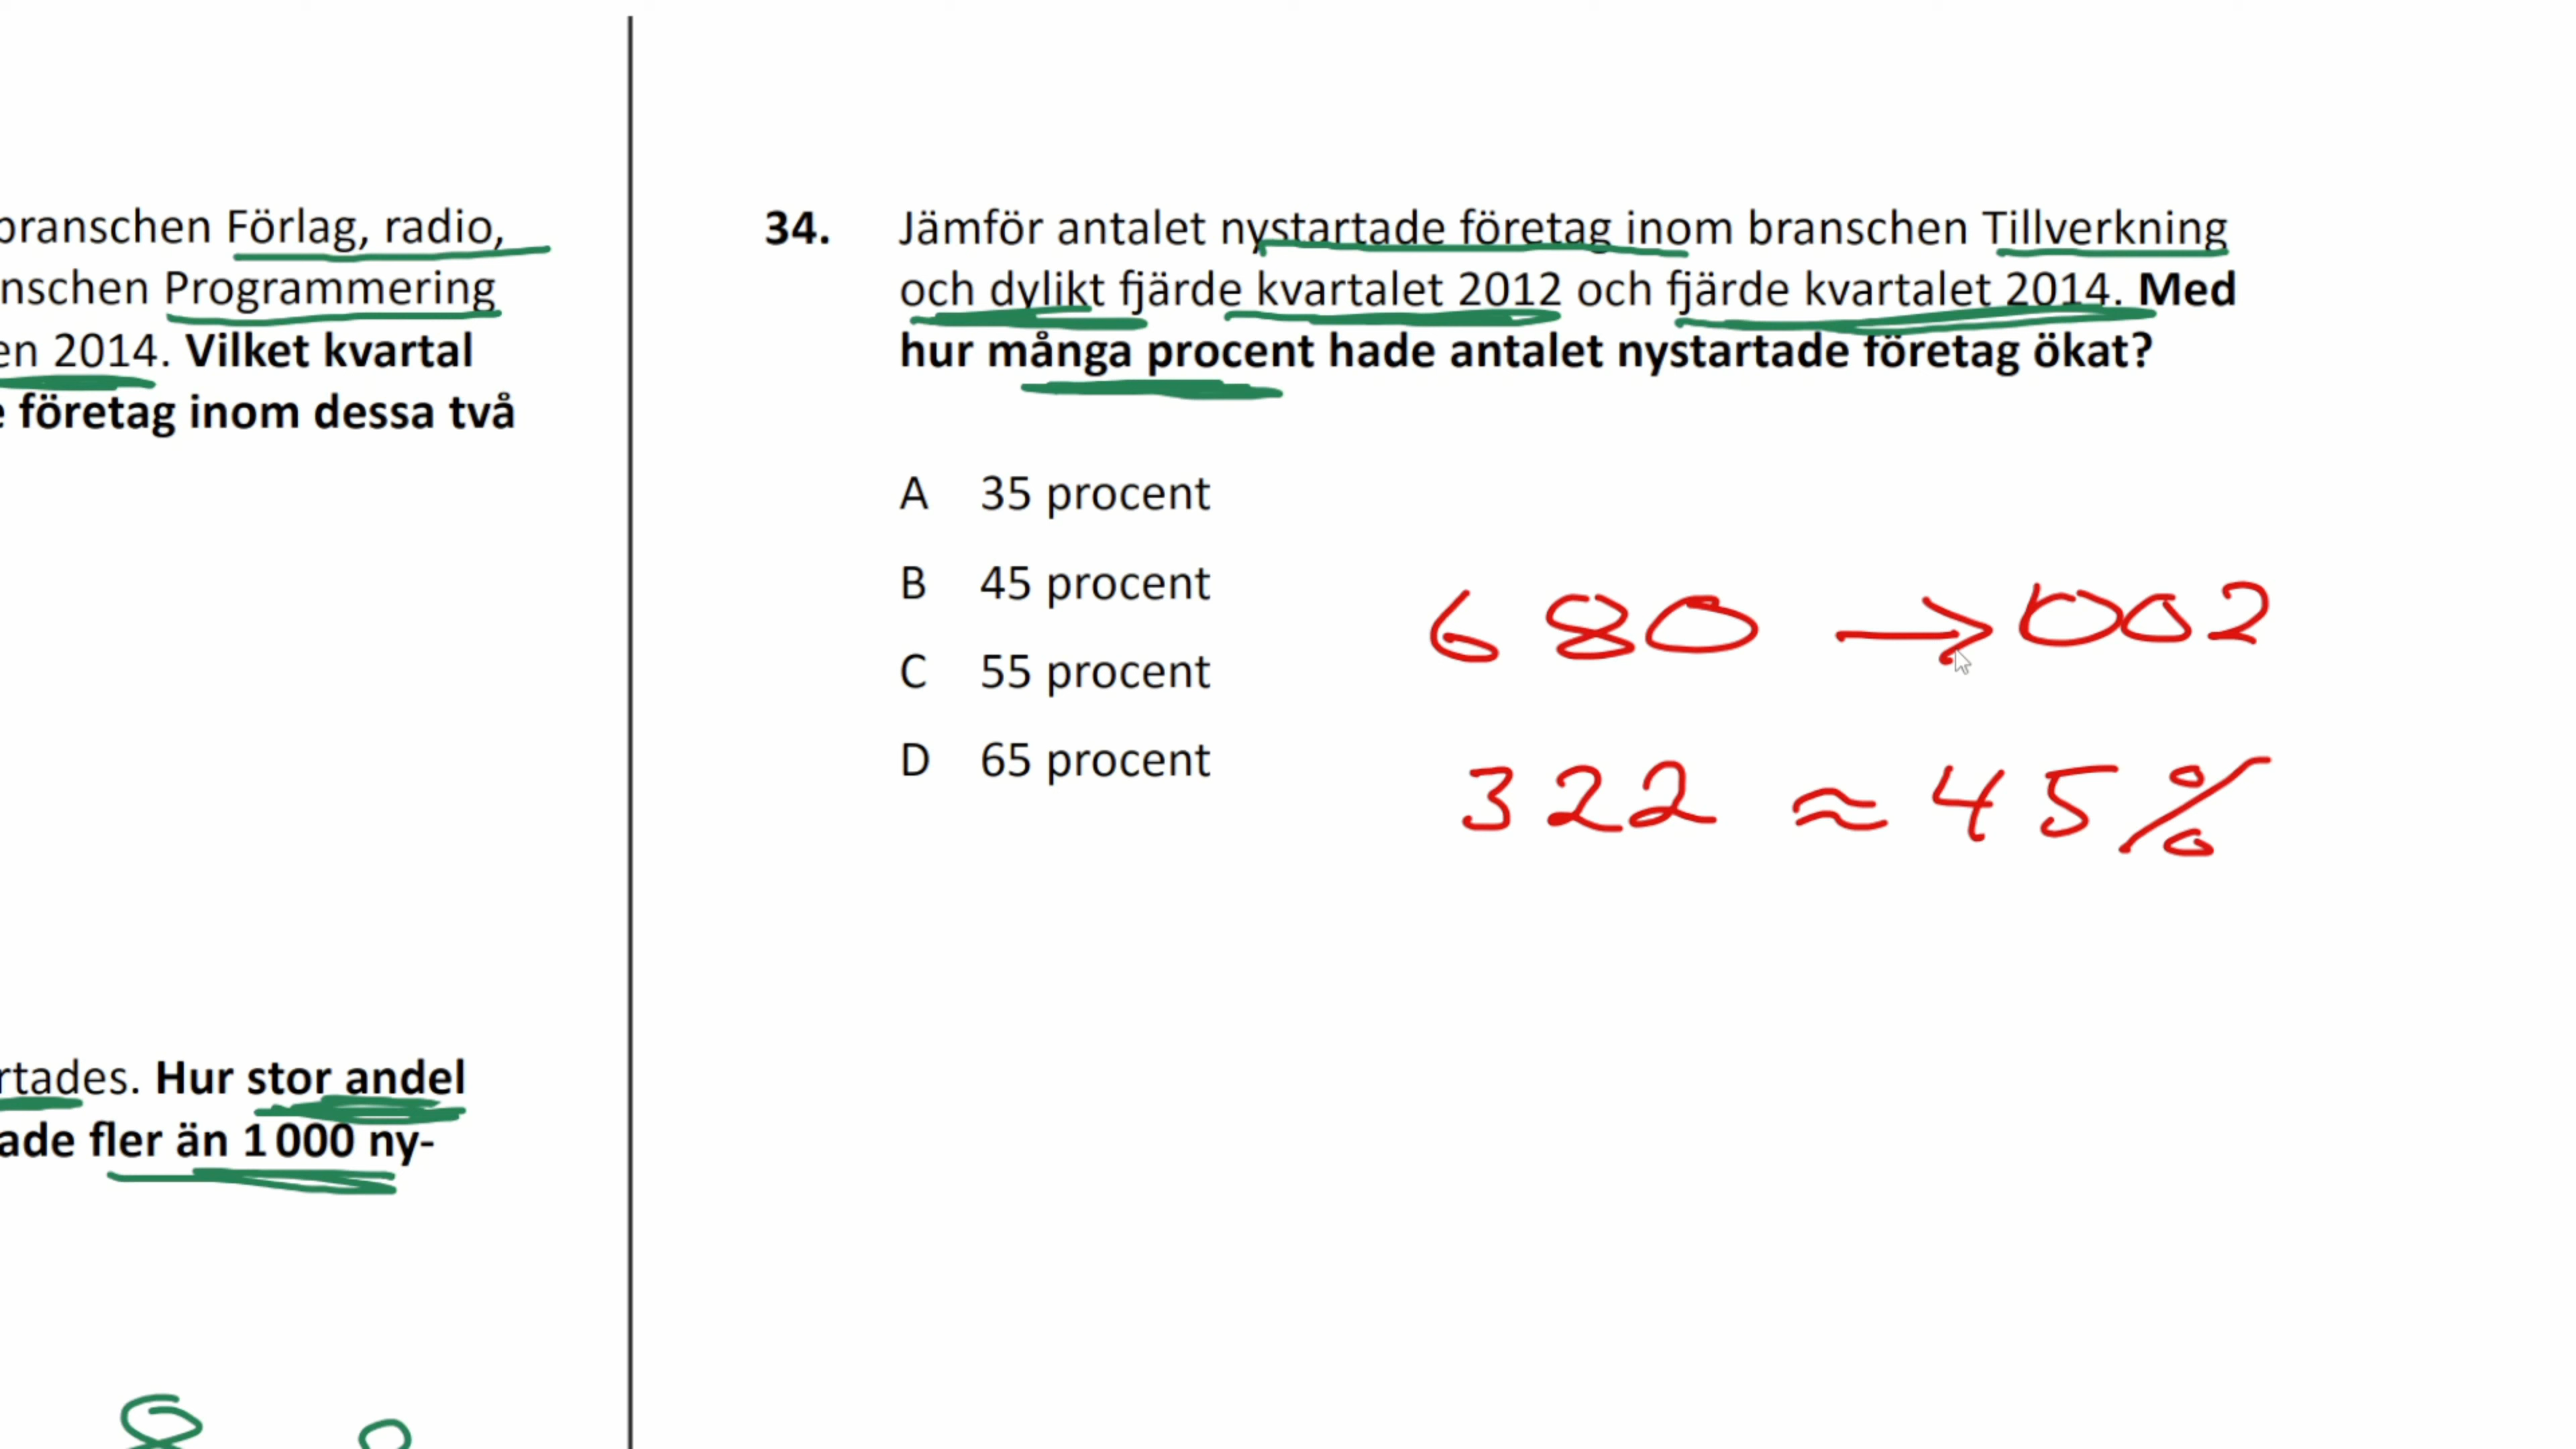 branschen Förlag, radio,
nschen Programmering
en 2014. Vilket kvartal
företag inom dessa två
rtades. Hur stor andel
ade fler än 1 000 ny-
34. Jämför antalet nystartade företag inom branschen Tillverkning
och dylikt fjärde kvartalet 2012 och fjärde kvartalet 2014. Med
hur många procent hade antalet nystartade företag ökat?
A 35 procent
B 45 procent
C 55 procent
D 65 procent
680 → 1002
322 ≈ 45%